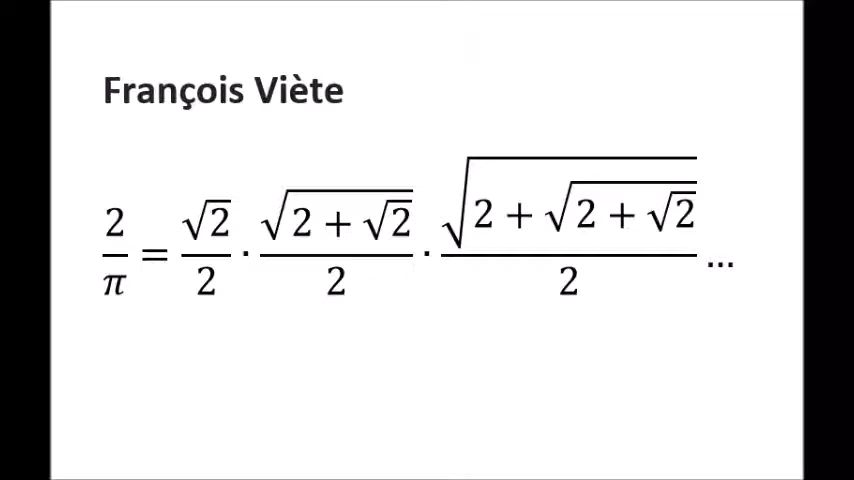 François Viète
2/π = √2/2 · √(2 + √2)/2 · √(2 + √(2 + √2))/2 ...